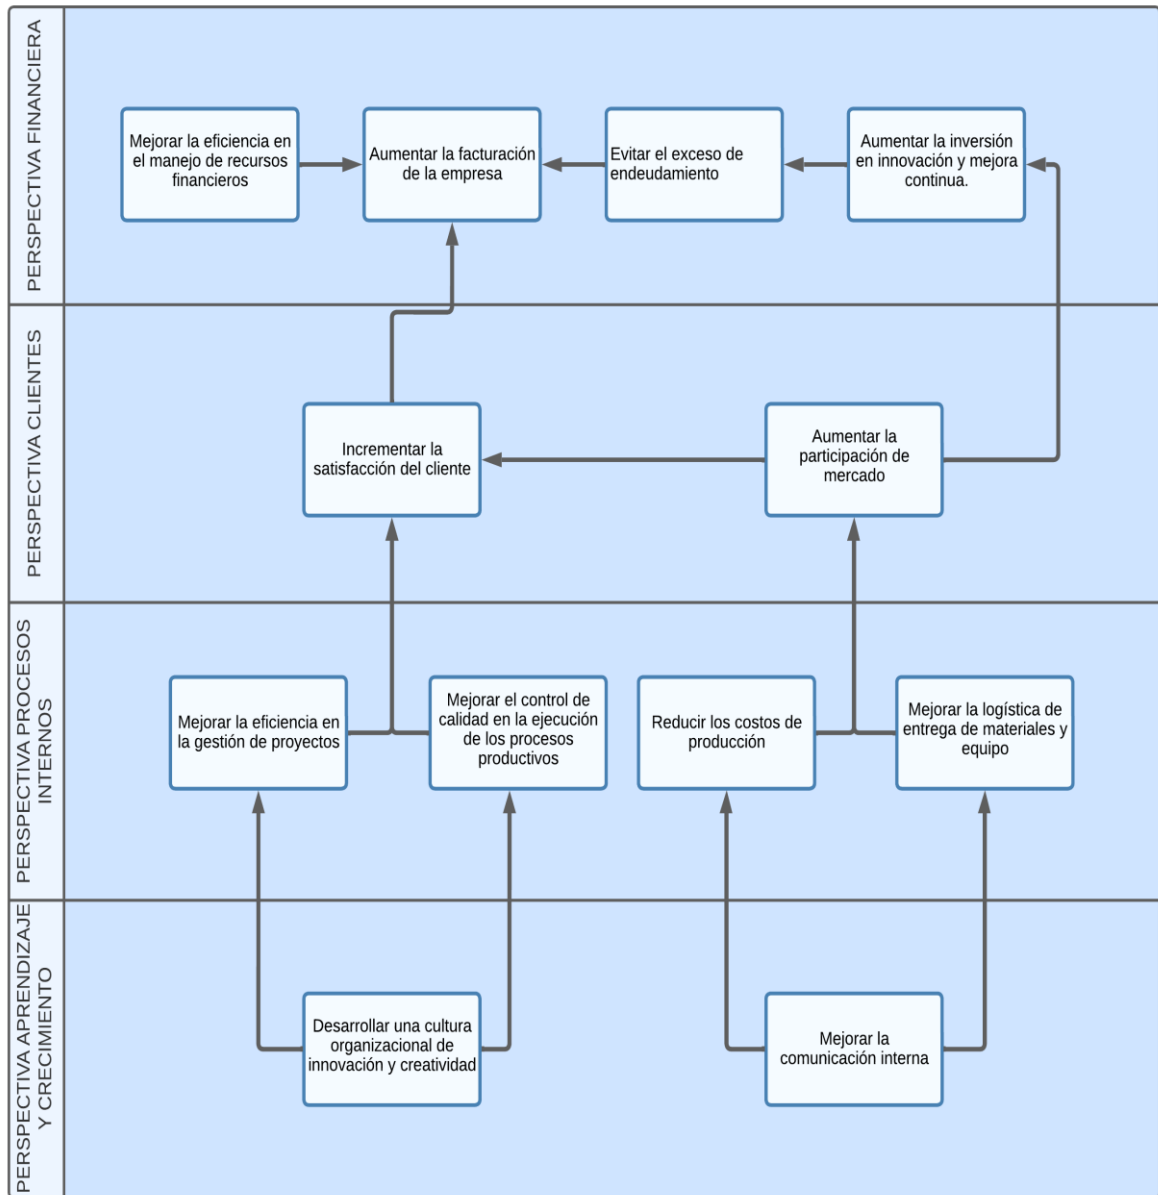 PERSPECTIVA FINANCIERA
Mejorar la eficiencia en
el manejo de recursos
financieros
Aumentar la facturación
de la empresa
Evitar el exceso de
endeudamiento
Aumentar la inversión
en innovación y mejora
continua.
PERSPECTIVA CLIENTES
Incrementar la
satisfacción del cliente
Aumentar la
participación de
mercado
PERSPECTIVA PROCESOS
INTERNOS
Mejorar la eficiencia en
la gestión de proyectos
Mejorar el control de
calidad en la ejecución
de los procesos
productivos
Reducir los costos de
producción
Mejorar la logística de
entrega de materiales y
equipo
PERSPECTIVA APRENDIZAJE
Y CRECIMIENTO
Desarrollar una cultura
organizacional de
innovación y creatividad
Mejorar la
comunicación interna